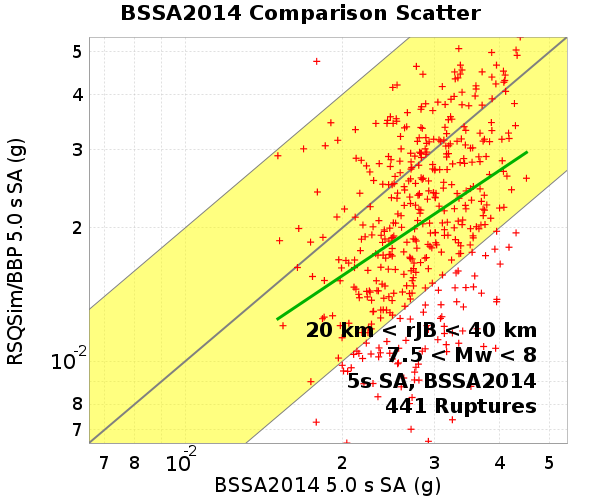 BSSA2014 Comparison Scatter
RSQSim/BBP 5.0 s SA (g)
5
4
3
2
10-2
8
7
20 km < rJB < 40 km
7.5 < Mw < 8
5s SA, BSSA2014
441 Ruptures
7 8 10-2 2 3 4 5
BSSA2014 5.0 s SA (g)